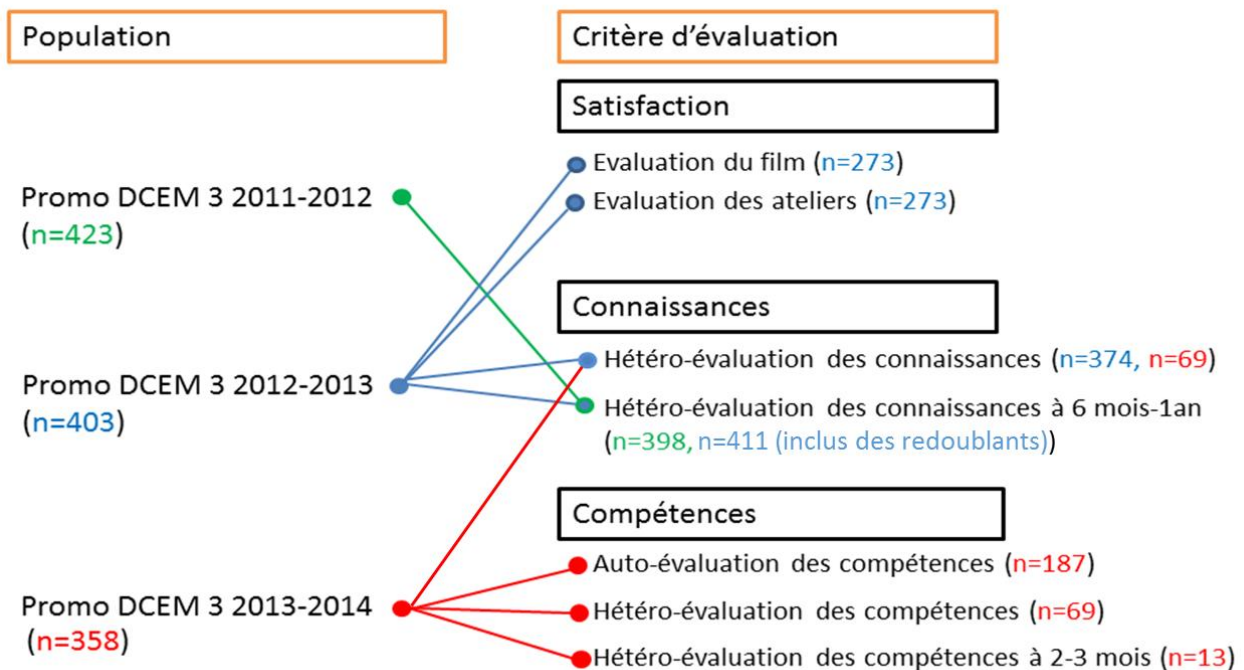 Population
Critère d'évaluation
Satisfaction
Evaluation du film (n=273)
Evaluation des ateliers (n=273)
Promo DCEM 3 2011-2012
(n=423)
Connaissances
Hétéro-évaluation des connaissances (n=374, n=69)
Promo DCEM 3 2012-2013
(n=403)
Hétéro-évaluation des connaissances à 6 mois-1an
(n=398, n=411 (inclus des redoublants))
Compétences
Auto-évaluation des compétences (n=187)
Promo DCEM 3 2013-2014
(n=358)
Hétéro-évaluation des compétences (n=69)
Hétéro-évaluation des compétences à 2-3 mois (n=13)